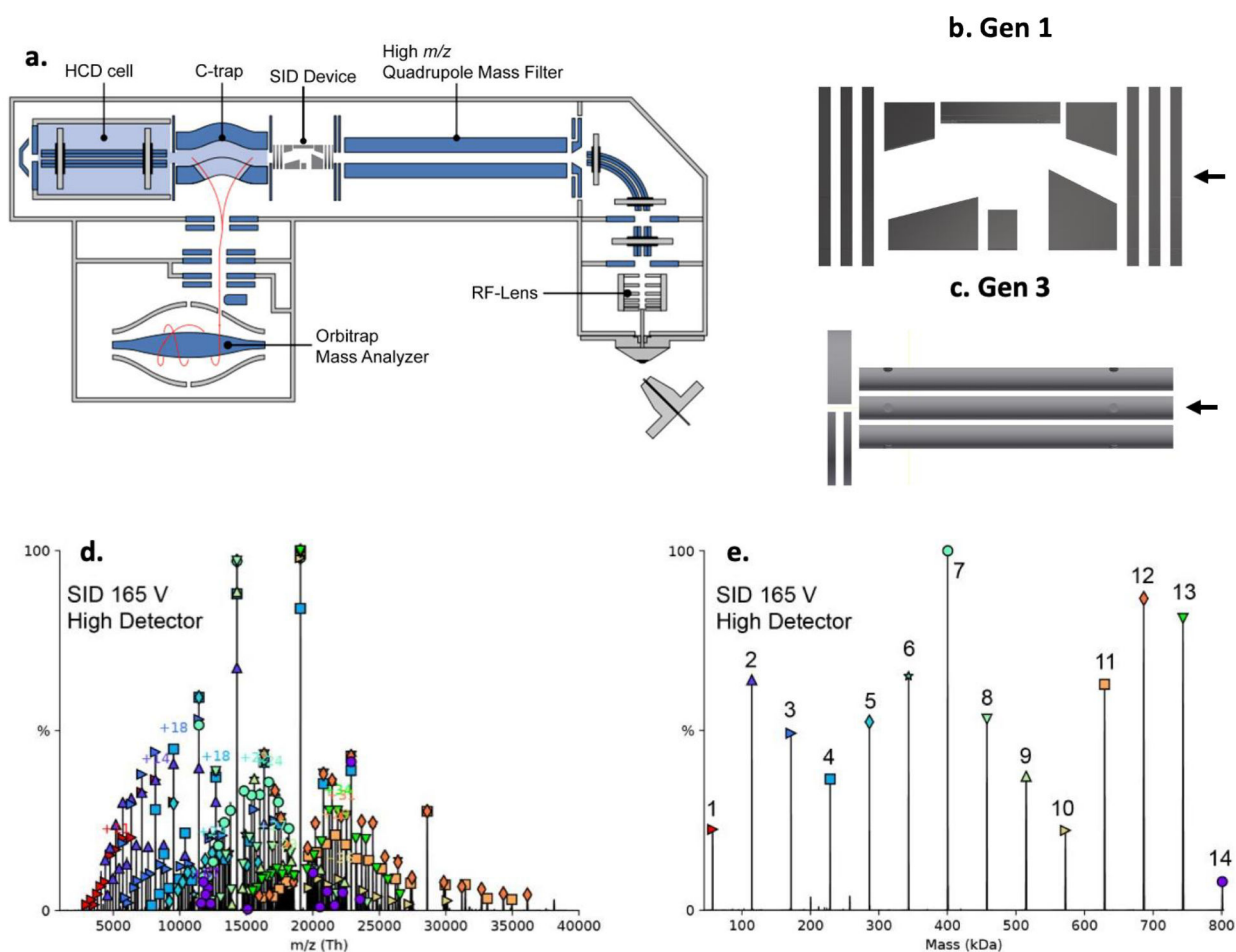 a.
HCD cell
C-trap
SID Device
High m/z
Quadrupole Mass Filter
RF-Lens
Orbitrap
Mass Analyzer
b. Gen 1
c. Gen 3
d.
SID 165 V
High Detector
100
%
0
+18
+14
+18
5000
10000
15000
20000
25000
30000
35000
40000
m/z (Th)
e.
SID 165 V
High Detector
100
%
0
1
2
3
4
5
6
7
8
9
10
11
12
13
14
100
200
300
400
500
600
700
800
Mass (kDa)